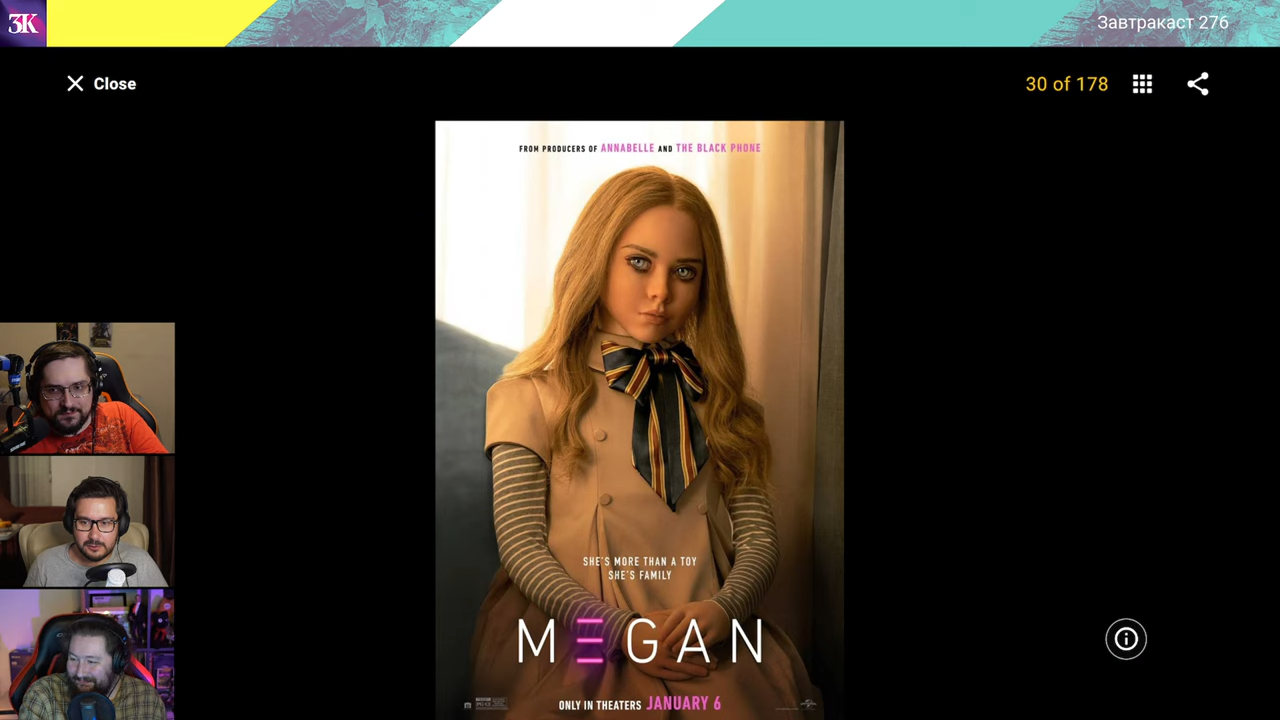 3K
Завтракаст 276
Close
30 of 178
FROM PRODUCERS OF ANNABELLE AND THE BLACK PHONE
SHE'S MORE THAN A TOY
SHE'S FAMILY
M Ξ G A N
ONLY IN THEATERS JANUARY 6